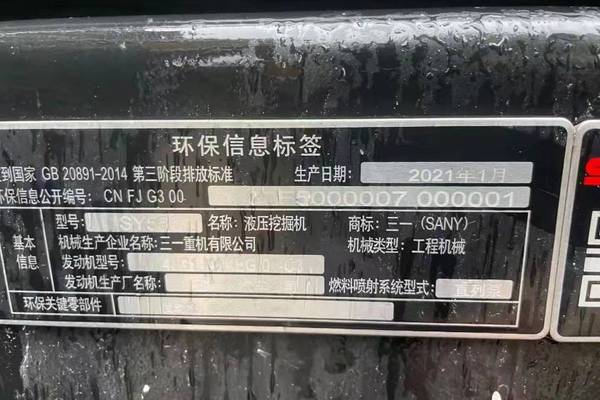 环保信息标签
到国家 GB 20891-2014 第三阶段排放标准 生产日期: 2021年1月
环保信息公开编号: CN FJ G3 00 5000007 000001
型号: 名称: 液压挖掘机 商标: 三一 (SANY)
基本信息
机械生产企业名称: 三一重机有限公司 机械类型: 工程机械
发动机型号:
发动机生产厂名称: 燃料喷射系统型式: 直列泵
环保关键零部件